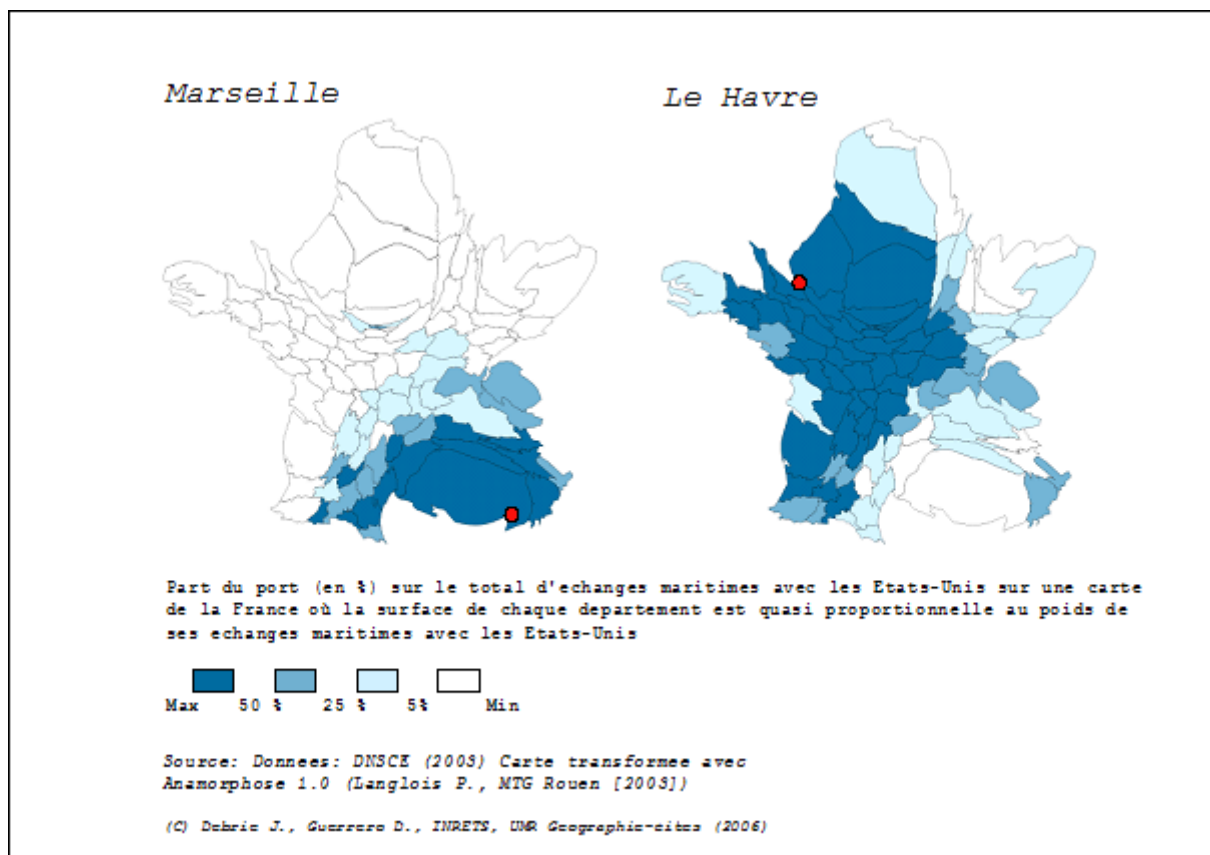 Marseille
Le Havre
Part du port (en %) sur le total d'echanges maritimes avec les Etats-Unis sur une carte
de la France où la surface de chaque departement est quasi proportionnelle au poids de
ses echanges maritimes avec les Etats-Unis
Max 50 % 25 % 5% Min
Source: Donnees: DNSCE (2003) Carte transformee avec
Anamorphose 1.0 (Langlois P., MTG Rouen [2003])
(C) Debrie J., Guerrero D., INRETS, UMR Geographie-cites (2006)